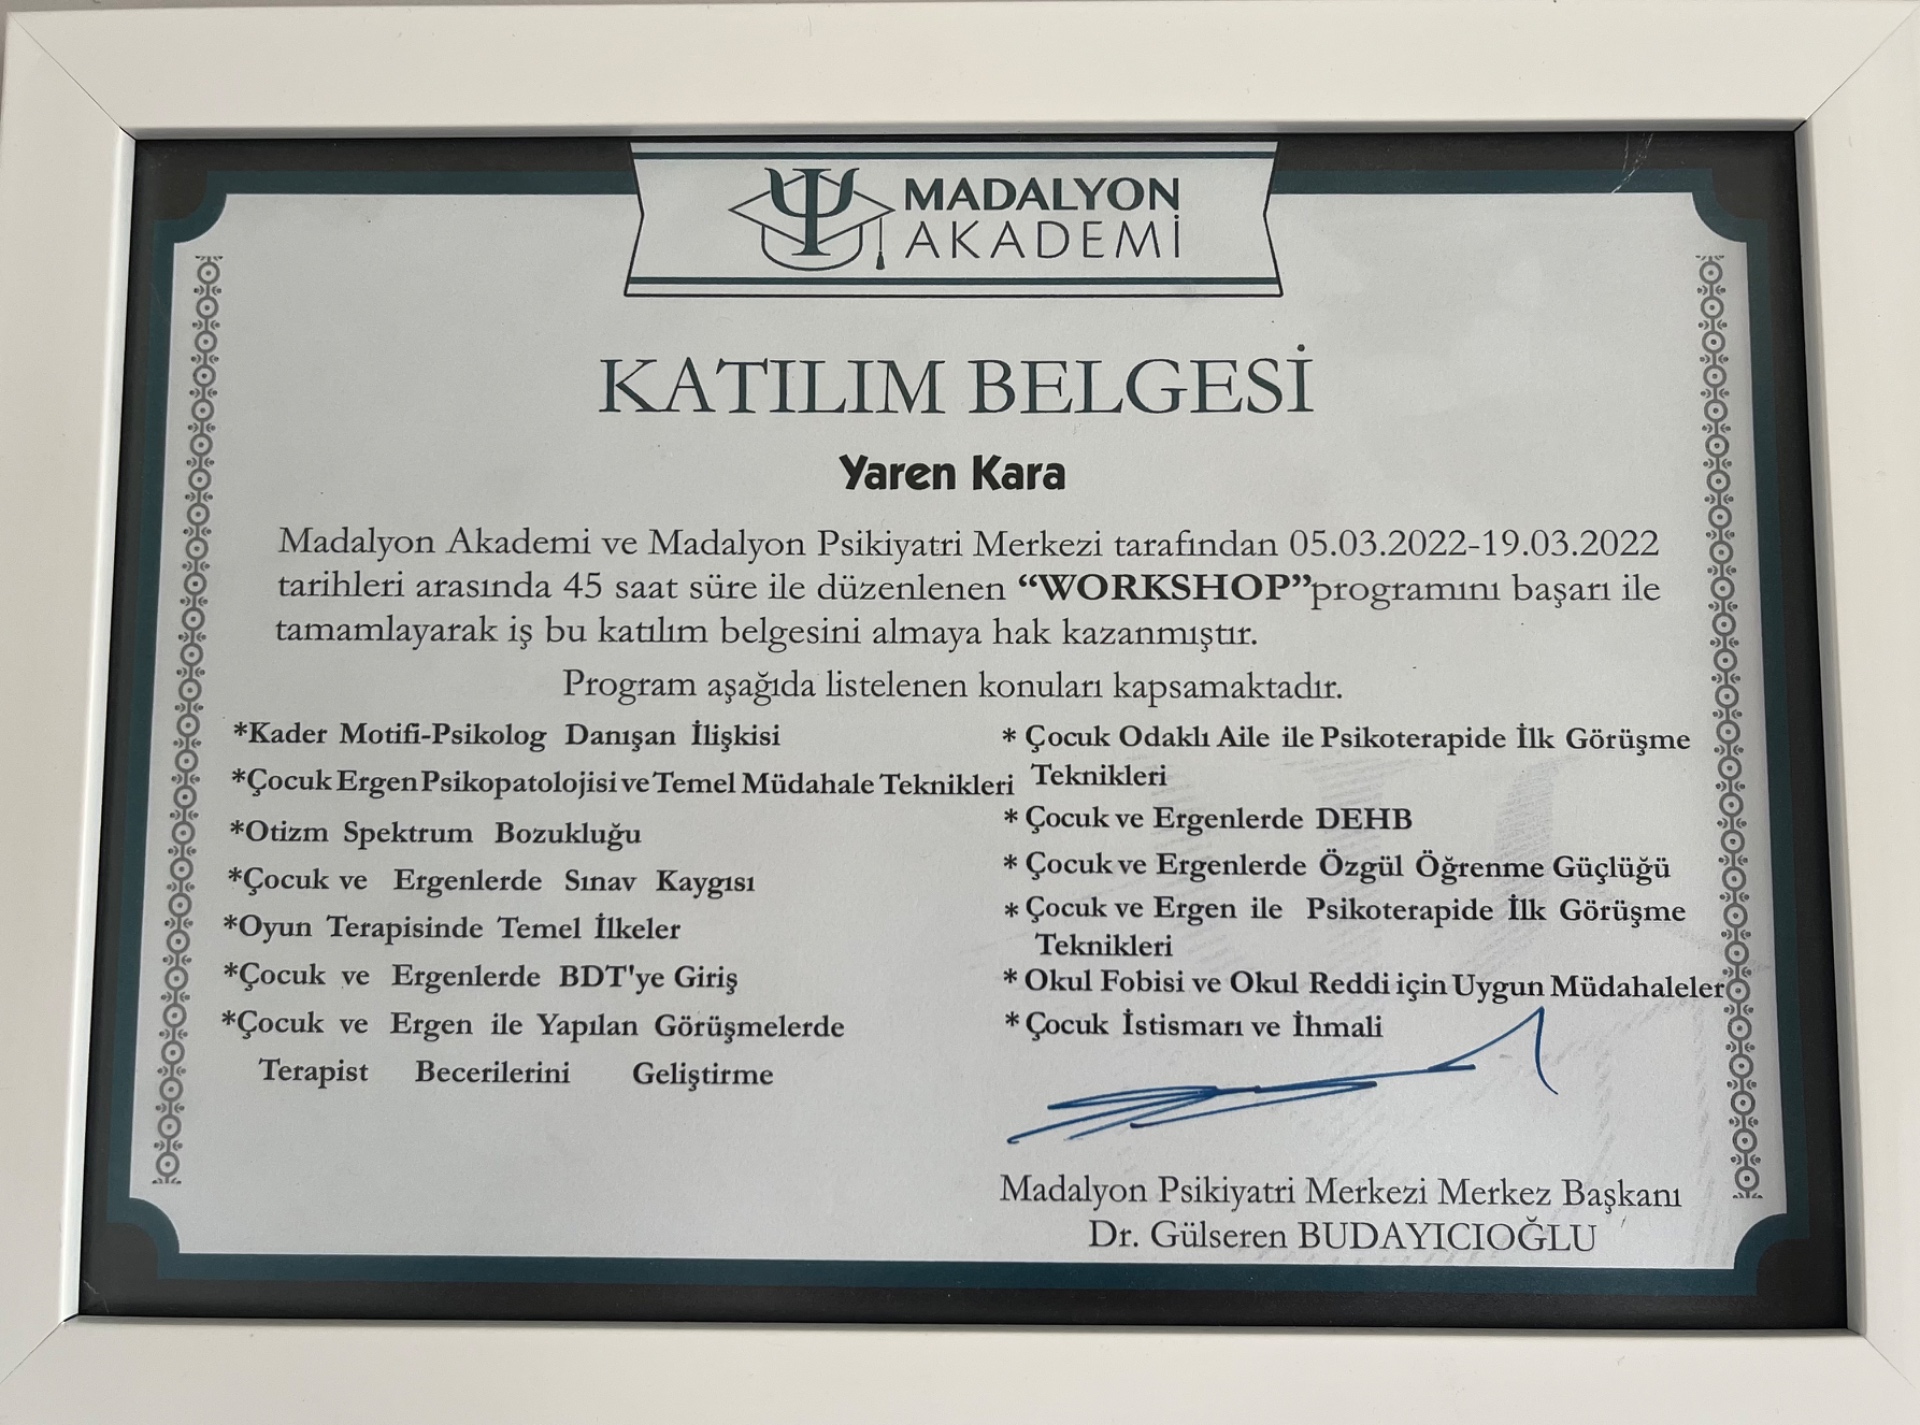 MADALYON
AKADEMİ
KATILIM BELGESİ
Yaren Kara
Madalyon Akademi ve Madalyon Psikiyatri Merkezi tarafından 05.03.2022-19.03.2022
tarihleri arasında 45 saat süre ile düzenlenen “WORKSHOP”programını başarı ile
tamamlayarak iş bu katılım belgesini almaya hak kazanmıştır.
Program aşağıda listelenen konuları kapsamaktadır.
*Kader Motifi-Psikolog Danışan İlişkisi
*Çocuk Ergen Psikopatolojisi ve Temel Müdahale Teknikleri
*Otizm Spektrum Bozukluğu
*Çocuk ve Ergenlerde Sınav Kaygısı
*Oyun Terapisinde Temel İlkeler
*Çocuk ve Ergenlerde BDT'ye Giriş
*Çocuk ve Ergen ile Yapılan Görüşmelerde
Terapist Becerilerini Geliştirme
* Çocuk Odaklı Aile ile Psikoterapide İlk Görüşme
Teknikleri
* Çocuk ve Ergenlerde DEHB
* Çocuk ve Ergenlerde Özgül Öğrenme Güçlüğü
* Çocuk ve Ergen ile Psikoterapide İlk Görüşme
Teknikleri
* Okul Fobisi ve Okul Reddi için Uygun Müdahaleler
* Çocuk İstismarı ve İhmali
Madalyon Psikiyatri Merkezi Merkez Başkanı
Dr. Gülseren BUDAYICIOĞLU